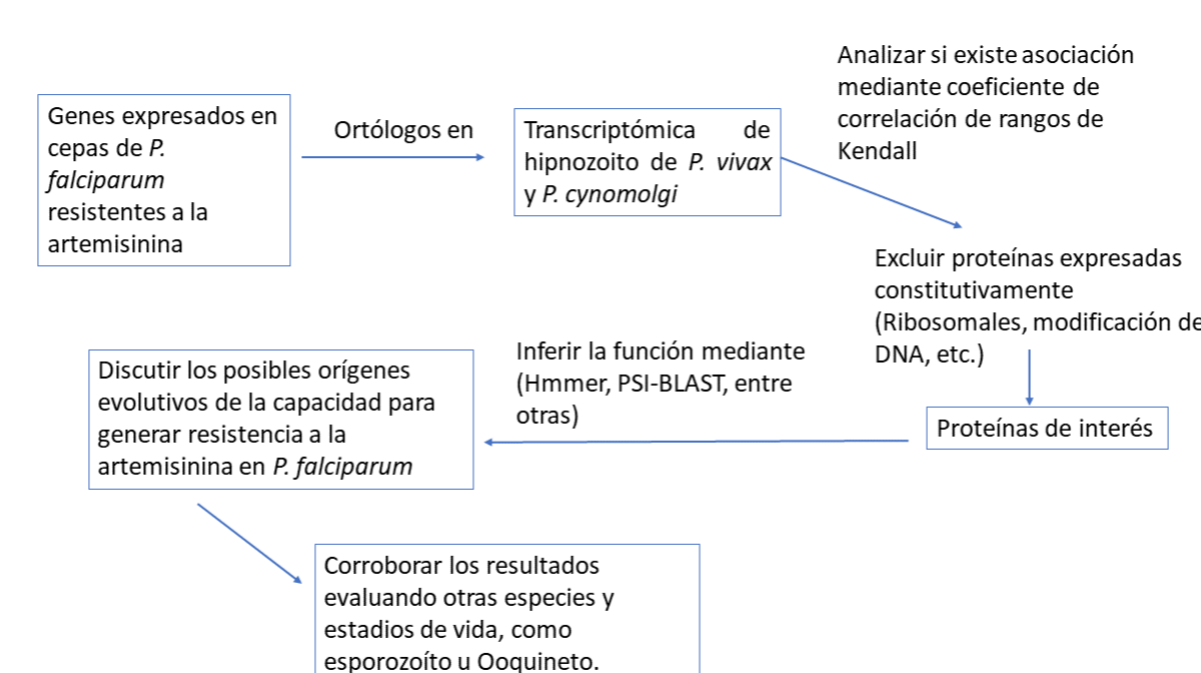 Genes expresados en
cepas de P.
falciparum
resistentes a la
artemisinina
Ortólogos en
Transcriptómica de
hipnozoito de P. vivax
y P. cynomolgi
Analizar si existe asociación
mediante coeficiente de
correlación de rangos de
Kendall
Excluir proteínas expresadas
constitutivamente
(Ribosomales, modificación de
DNA, etc.)
Proteínas de interés
Inferir la función mediante
(Hmmer, PSI-BLAST, entre
otras)
Discutir los posibles orígenes
evolutivos de la capacidad para
generar resistencia a la
artemisinina en P. falciparum
Corroborar los resultados
evaluando otras especies y
estadios de vida, como
esporozoíto u Ooquineto.